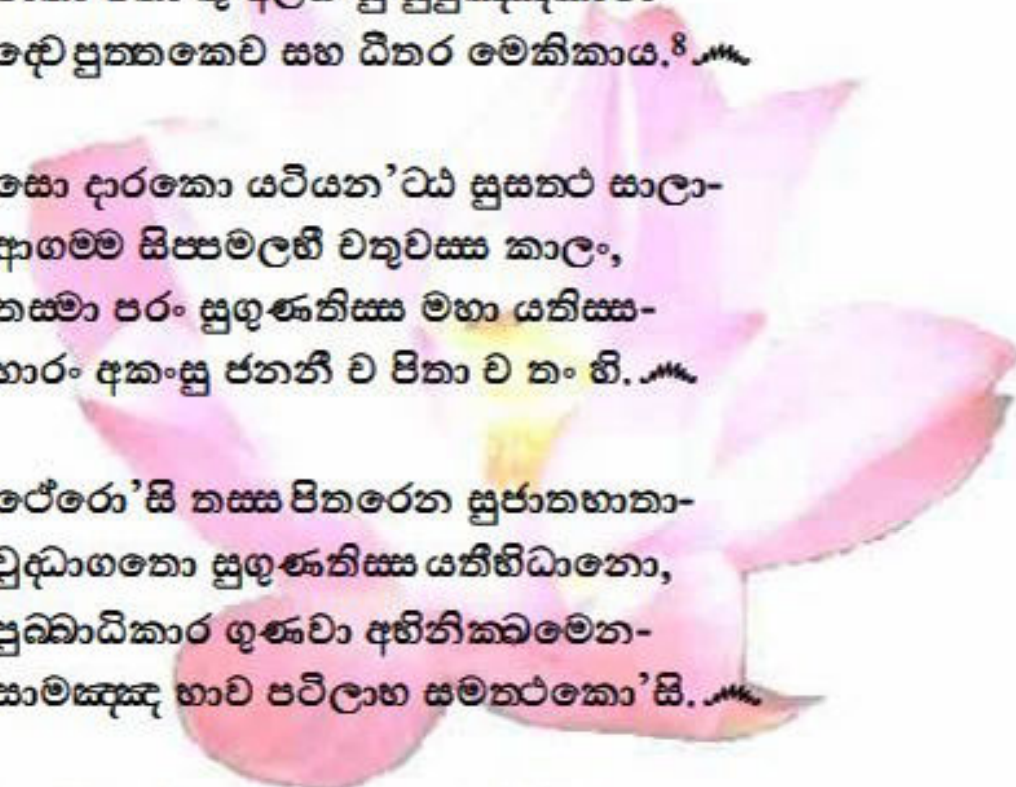 ද්වෙ පුත්තකෙච සහ ධීතර මෙකිකාය.⁸
සො දාරකො යටියන'ට්ඨ සුසත්ථ සාලා-
ආගම්ම සිප්පමලභී චතුවස්ස කාලං,
තස්මා පරං සුගුණතිස්ස මහා යතිස්ස-
භාරං අකංසු ජනනී ච පිතා ච තං හි.
ථේරො'සි තස්ස පිතරෙන සුජාතභාතා-
වුද්ධාගතො සුගුණතිස්ස යතීභිධානො,
පුබ්බාධිකාර ගුණවා අභිනික්ඛමෙන-
සාමඤ්ඤ භාව පටිලාභ සමත්ථකො'සි.